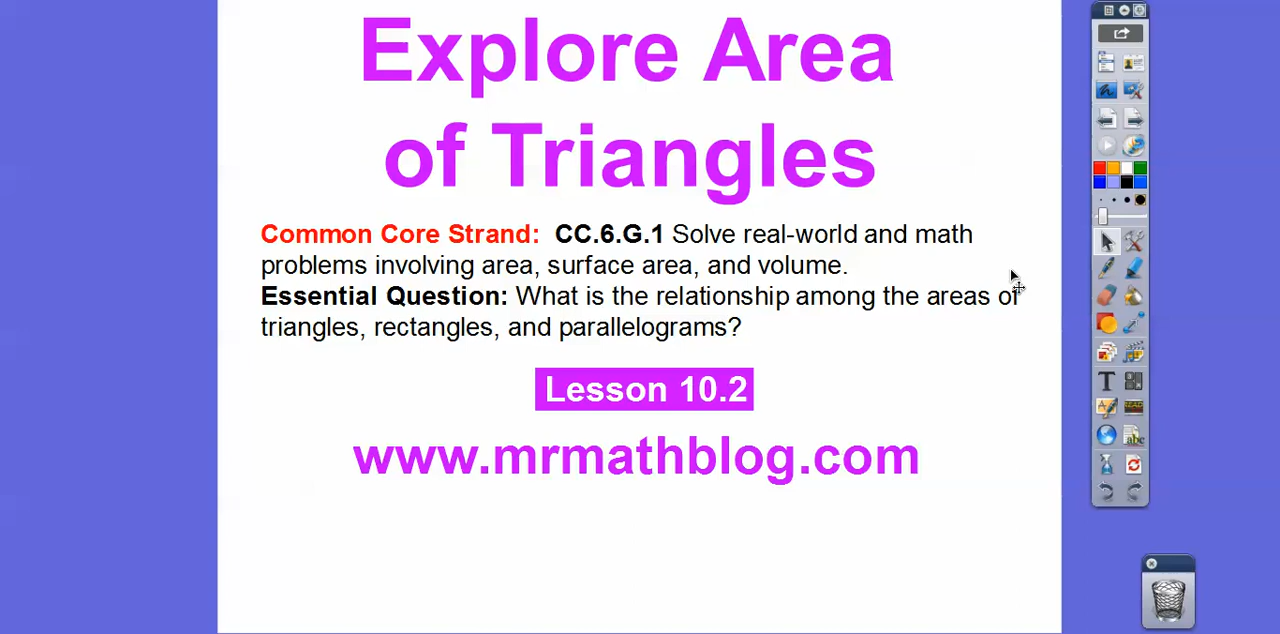 Explore Area
of Triangles
Common Core Strand: CC.6.G.1 Solve real-world and math
problems involving area, surface area, and volume.
Essential Question: What is the relationship among the areas of
triangles, rectangles, and parallelograms?
Lesson 10.2
www.mrmathblog.com